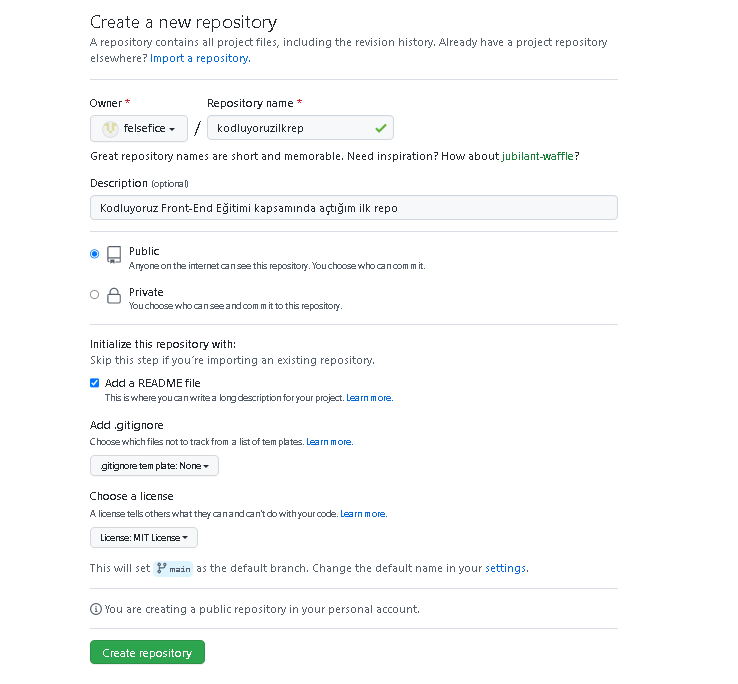 Create a new repository
A repository contains all project files, including the revision history. Already have a project repository
elsewhere? Import a repository.
Owner * Repository name *
felsefice / kodluyoruzilkrep
Great repository names are short and memorable. Need inspiration? How about jubilant-waffle?
Description (optional)
Kodluyoruz Front-End Eğitimi kapsamında açtığım ilk repo
Public
Anyone on the internet can see this repository. You choose who can commit.
Private
You choose who can see and commit to this repository.
Initialize this repository with:
Skip this step if you're importing an existing repository.
Add a README file
This is where you can write a long description for your project. Learn more.
Add .gitignore
Choose which files not to track from a list of templates. Learn more.
.gitignore template: None
Choose a license
A license tells others what they can and can't do with your code. Learn more.
License: MIT License
This will set main as the default branch. Change the default name in your settings.
You are creating a public repository in your personal account.
Create repository